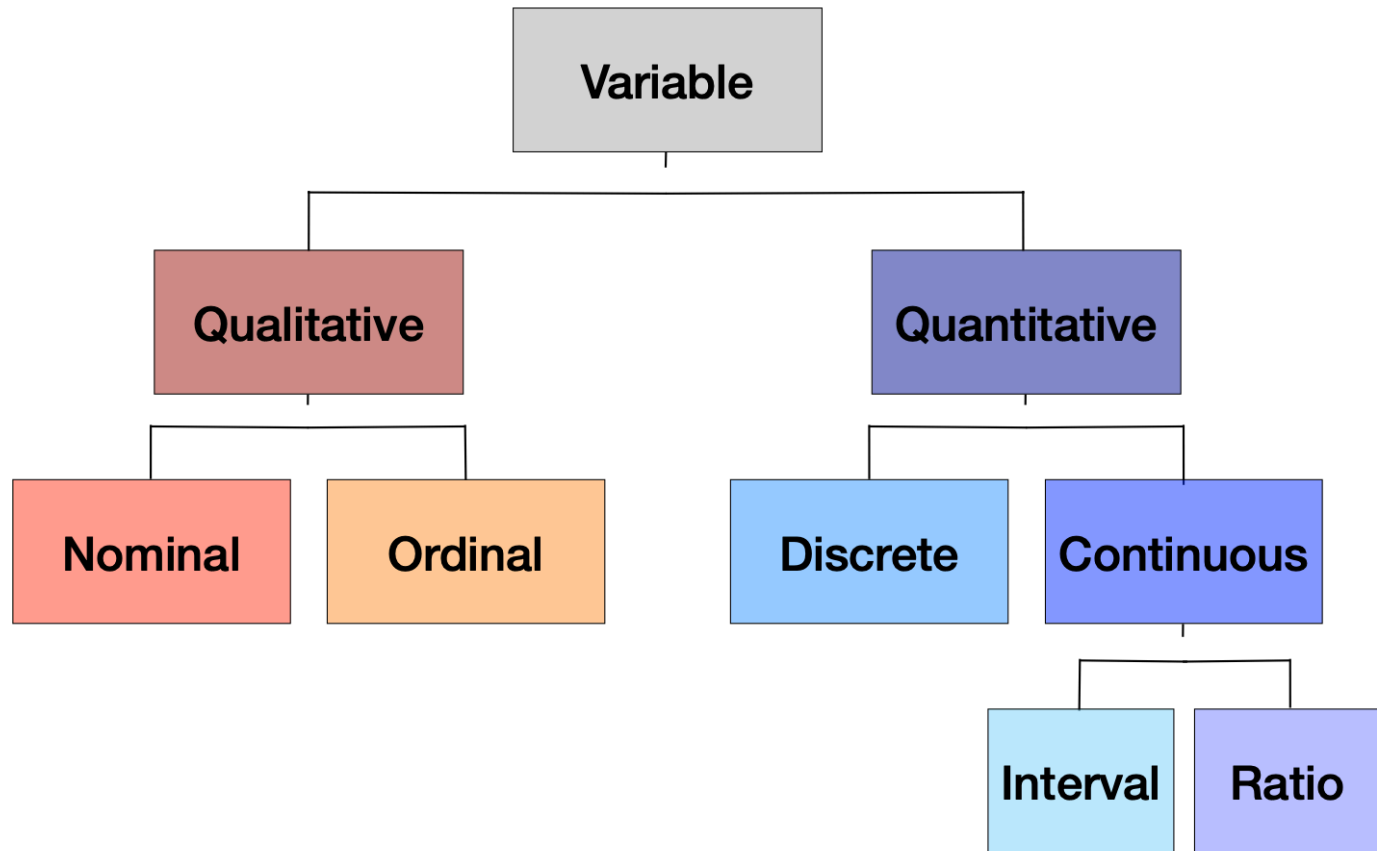 Variable
Qualitative
Quantitative
Nominal
Ordinal
Discrete
Continuous
Interval
Ratio